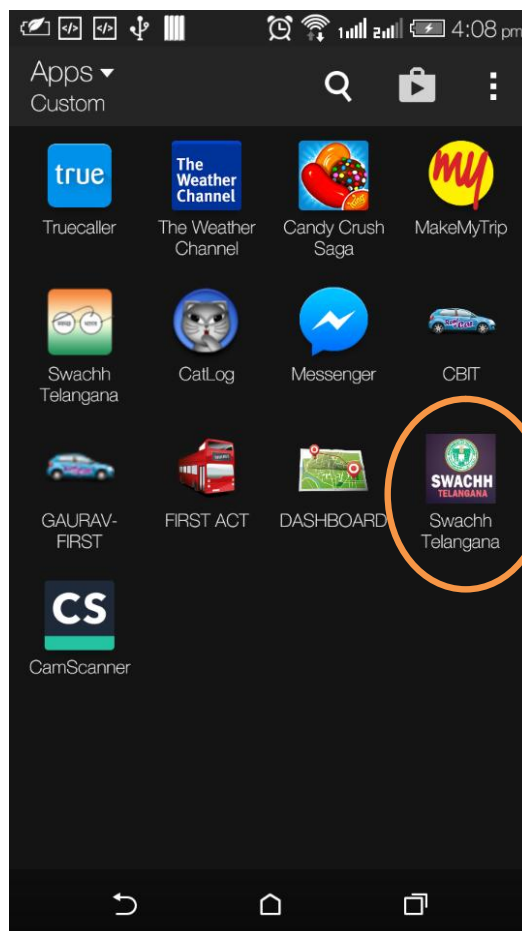 4:08 pm
Apps
Custom
true
The
Weather
Channel
my
Truecaller
The Weather
Channel
Candy Crush
Saga
MakeMyTrip
Swachh
Telangana
CatLog
Messenger
CBIT
SWACHH
TELANGANA
GAURAV-
FIRST
FIRST ACT
DASHBOARD
Swachh
Telangana
CS
CamScanner